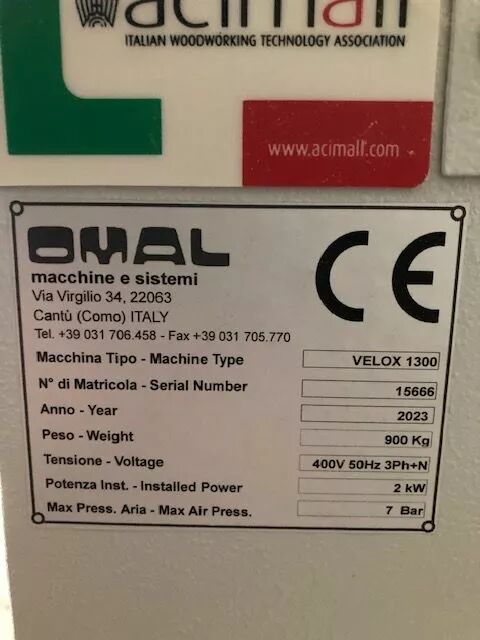 acimall
ITALIAN WOODWORKING TECHNOLOGY ASSOCIATION
www.acimall.com
OMAL
macchine e sistemi
Via Virgilio 34, 22063
Cantù (Como) ITALY
Tel. +39 031 706.458 - Fax +39 031 705.770
CE
Macchina Tipo - Machine Type VELOX 1300
N° di Matricola - Serial Number 15666
Anno - Year 2023
Peso - Weight 900 Kg
Tensione - Voltage 400V 50Hz 3Ph+N
Potenza Inst. - Installed Power 2 kW
Max Press. Aria - Max Air Press. 7 Bar